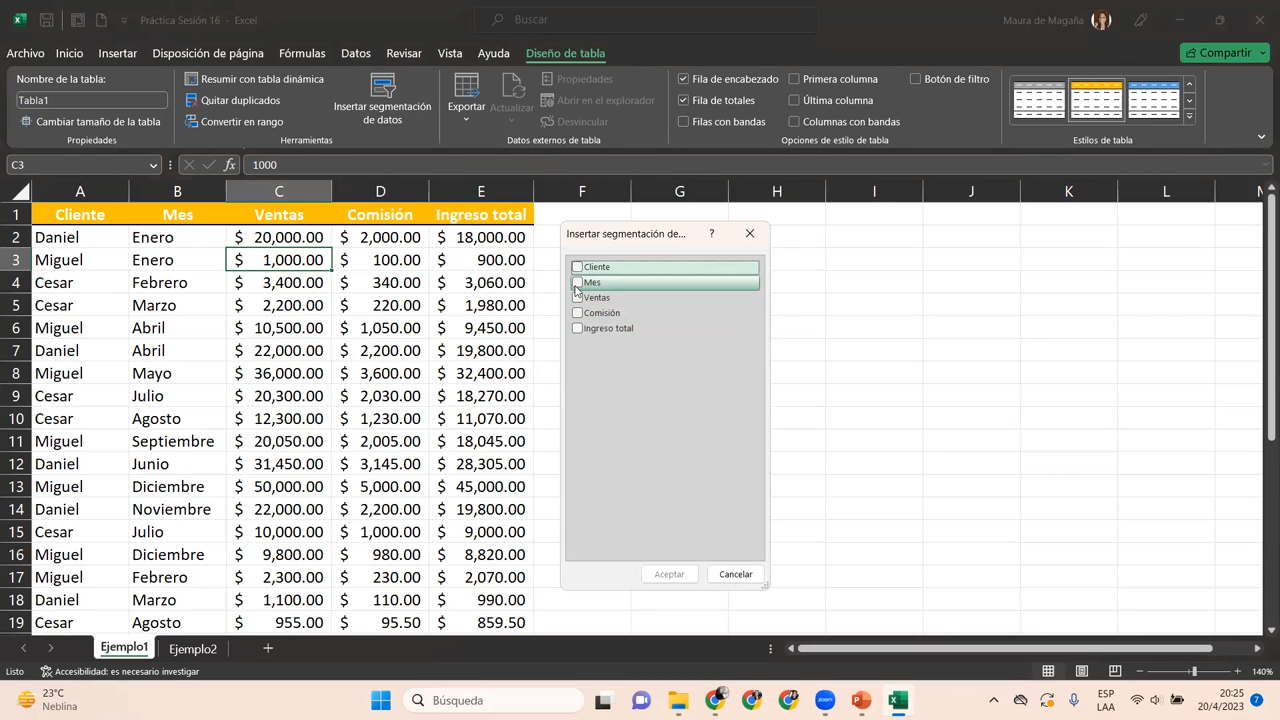 Práctica Sesión 16 - Excel
Buscar
Maura de Magaña
Archivo Inicio Insertar Disposición de página Fórmulas Datos Revisar Vista Ayuda Diseño de tabla
Compartir
Nombre de la tabla:
Tabla1
Cambiar tamaño de la tabla
Propiedades
Resumir con tabla dinámica
Quitar duplicados
Convertir en rango
Insertar segmentación
de datos
Herramientas
Exportar
Actualizar
Propiedades
Abrir en el explorador
Desvincular
Datos externos de tabla
Fila de encabezado
Fila de totales
Filas con bandas
Primera columna
Última columna
Columnas con bandas
Botón de filtro
Opciones de estilo de tabla
Estilos de tabla
C3
fx 1000
A B C D E F G H I J K L M
1 Cliente Mes Ventas Comisión Ingreso total
2 Daniel Enero $ 20,000.00 $ 2,000.00 $ 18,000.00
3 Miguel Enero $ 1,000.00 $ 100.00 $ 900.00
4 Cesar Febrero $ 3,400.00 $ 340.00 $ 3,060.00
5 Cesar Marzo $ 2,200.00 $ 220.00 $ 1,980.00
6 Miguel Abril $ 10,500.00 $ 1,050.00 $ 9,450.00
7 Daniel Abril $ 22,000.00 $ 2,200.00 $ 19,800.00
8 Miguel Mayo $ 36,000.00 $ 3,600.00 $ 32,400.00
9 Cesar Julio $ 20,300.00 $ 2,030.00 $ 18,270.00
10 Cesar Agosto $ 12,300.00 $ 1,230.00 $ 11,070.00
11 Miguel Septiembre $ 20,050.00 $ 2,005.00 $ 18,045.00
12 Daniel Junio $ 31,450.00 $ 3,145.00 $ 28,305.00
13 Miguel Diciembre $ 50,000.00 $ 5,000.00 $ 45,000.00
14 Daniel Noviembre $ 22,000.00 $ 2,200.00 $ 19,800.00
15 Cesar Julio $ 10,000.00 $ 1,000.00 $ 9,000.00
16 Miguel Diciembre $ 9,800.00 $ 980.00 $ 8,820.00
17 Miguel Febrero $ 2,300.00 $ 230.00 $ 2,070.00
18 Daniel Marzo $ 1,100.00 $ 110.00 $ 990.00
19 Cesar Agosto $ 955.00 $ 95.50 $ 859.50
Insertar segmentación de... ?
Cliente
Mes
Ventas
Comisión
Ingreso total
Aceptar Cancelar
Ejemplo1 Ejemplo2
Listo Accesibilidad: es necesario investigar
140%
23°C
Neblina
Búsqueda
zoom
ESP
LAA
20:25
20/4/2023
7